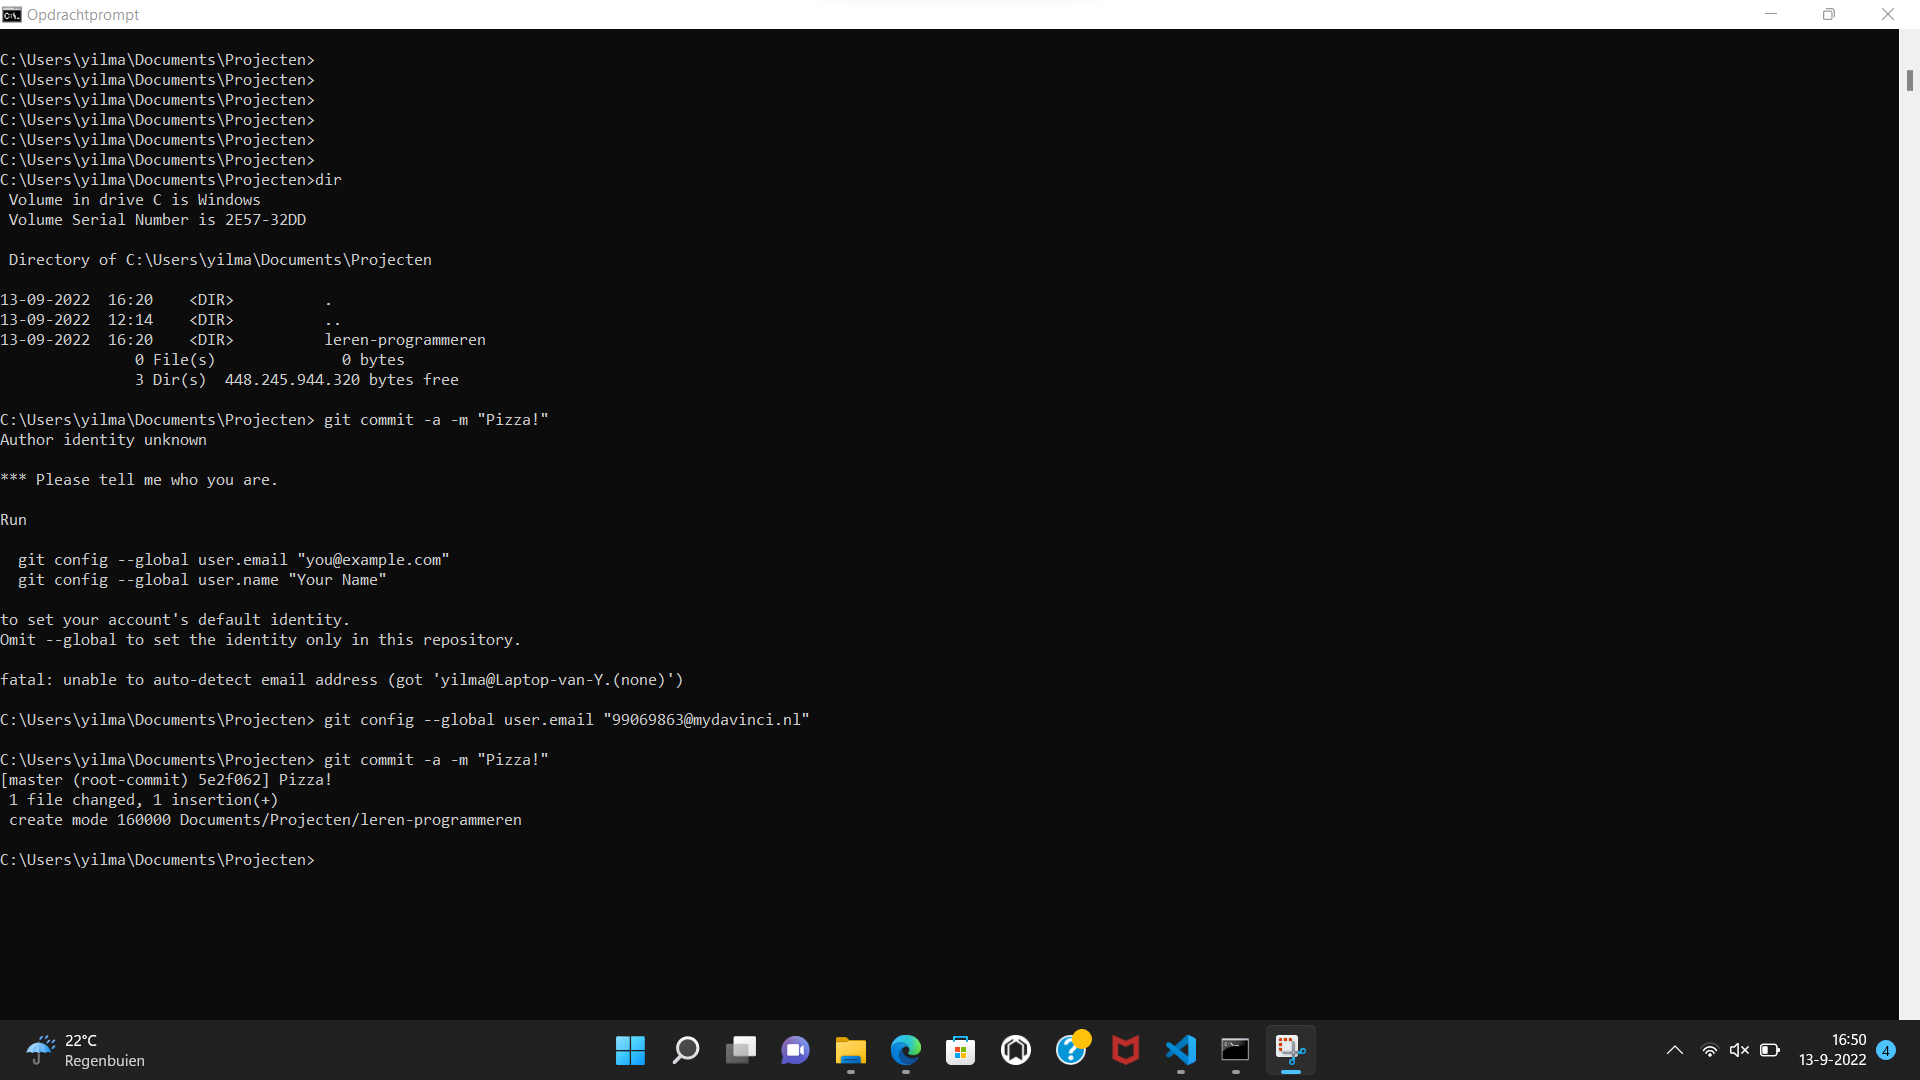 Opdrachtprompt
C:\Users\yilma\Documents\Projecten>
C:\Users\yilma\Documents\Projecten>
C:\Users\yilma\Documents\Projecten>
C:\Users\yilma\Documents\Projecten>
C:\Users\yilma\Documents\Projecten>
C:\Users\yilma\Documents\Projecten>
C:\Users\yilma\Documents\Projecten>dir
 Volume in drive C is Windows
 Volume Serial Number is 2E57-32DD
 Directory of C:\Users\yilma\Documents\Projecten
13-09-2022  16:20    <DIR>          .
13-09-2022  12:14    <DIR>          ..
13-09-2022  16:20    <DIR>          leren-programmeren
               0 File(s)              0 bytes
               3 Dir(s)  448.245.944.320 bytes free
C:\Users\yilma\Documents\Projecten> git commit -a -m "Pizza!"
Author identity unknown
*** Please tell me who you are.
Run
  git config --global user.email "you@example.com"
  git config --global user.name "Your Name"
to set your account's default identity.
Omit --global to set the identity only in this repository.
fatal: unable to auto-detect email address (got 'yilma@Laptop-van-Y.(none)')
C:\Users\yilma\Documents\Projecten> git config --global user.email "99069863@mydavinci.nl"
C:\Users\yilma\Documents\Projecten> git commit -a -m "Pizza!"
[master (root-commit) 5e2f062] Pizza!
 1 file changed, 1 insertion(+)
 create mode 160000 Documents/Projecten/leren-programmeren
C:\Users\yilma\Documents\Projecten>
22°C
Regenbuien
16:50
13-9-2022
4